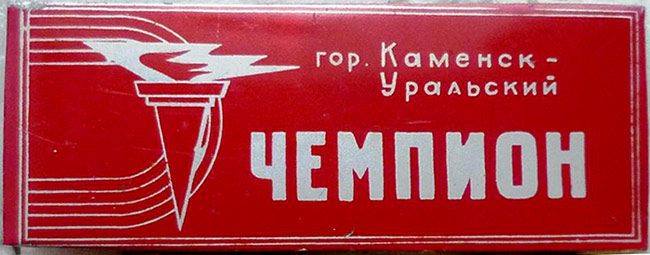 гор. Каменск-
Уральский
ЧЕМПИОН